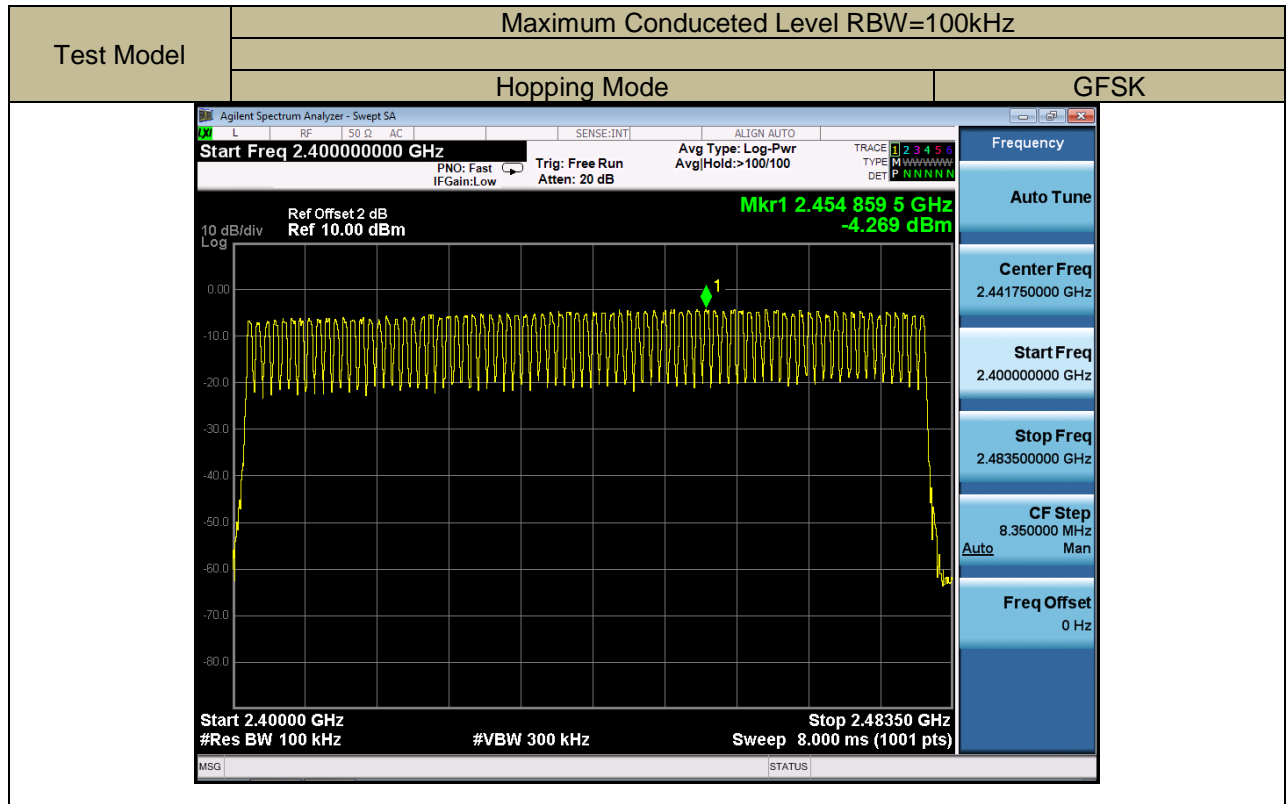 Test Model
Maximum Conduceted Level RBW=100kHz
Hopping Mode
GFSK
Agilent Spectrum Analyzer - Swept SA
LXI L RF 50 Ω AC SENSE:INT ALIGN AUTO
Start Freq 2.400000000 GHz
PNO: Fast
IFGain:Low
Trig: Free Run
Atten: 20 dB
Avg Type: Log-Pwr
Avg|Hold:>100/100
TRACE 1 2 3 4 5 6
TYPE M WWWWW
DET P N N N N N
Mkr1 2.454 859 5 GHz
-4.269 dBm
Ref Offset 2 dB
10 dB/div Ref 10.00 dBm
Log
1
0.00
-10.0
-20.0
-30.0
-40.0
-50.0
-60.0
-70.0
-80.0
Start 2.40000 GHz Stop 2.48350 GHz
#Res BW 100 kHz #VBW 300 kHz Sweep 8.000 ms (1001 pts)
MSG STATUS
Frequency
Auto Tune
Center Freq
2.441750000 GHz
Start Freq
2.400000000 GHz
Stop Freq
2.483500000 GHz
CF Step
8.350000 MHz
Auto Man
Freq Offset
0 Hz